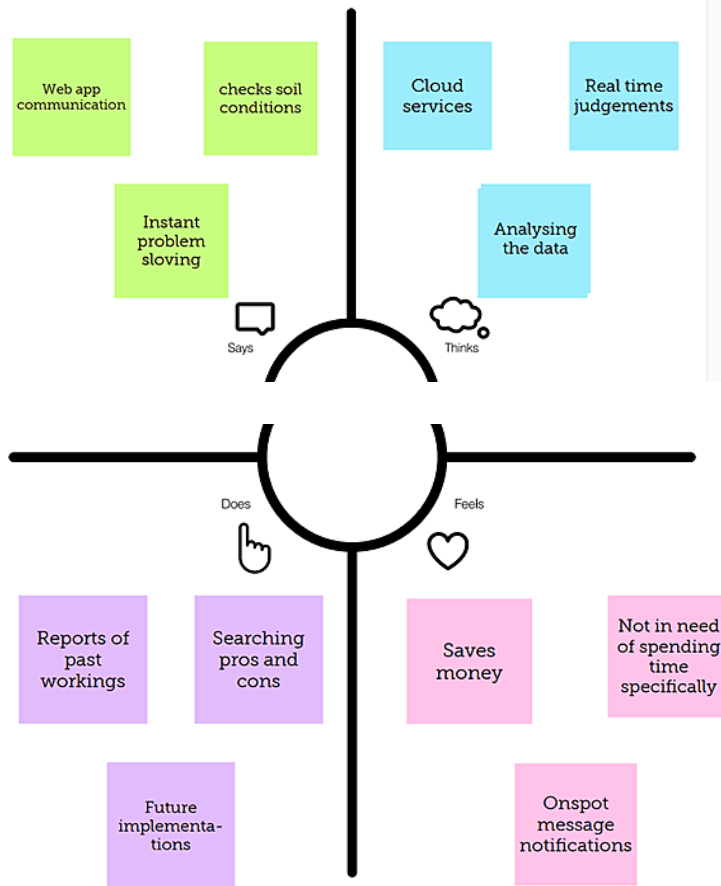 Web app
communication
checks soil
conditions
Cloud
services
Real time
judgements
Instant
problem
sloving
Analysing
the data
Says
Thinks
Does
Feels
Reports of
past
workings
Searching
pros and
cons
Saves
money
Not in need
of spending
time
specifically
Future
implementa-
tions
Onspot
message
notifications